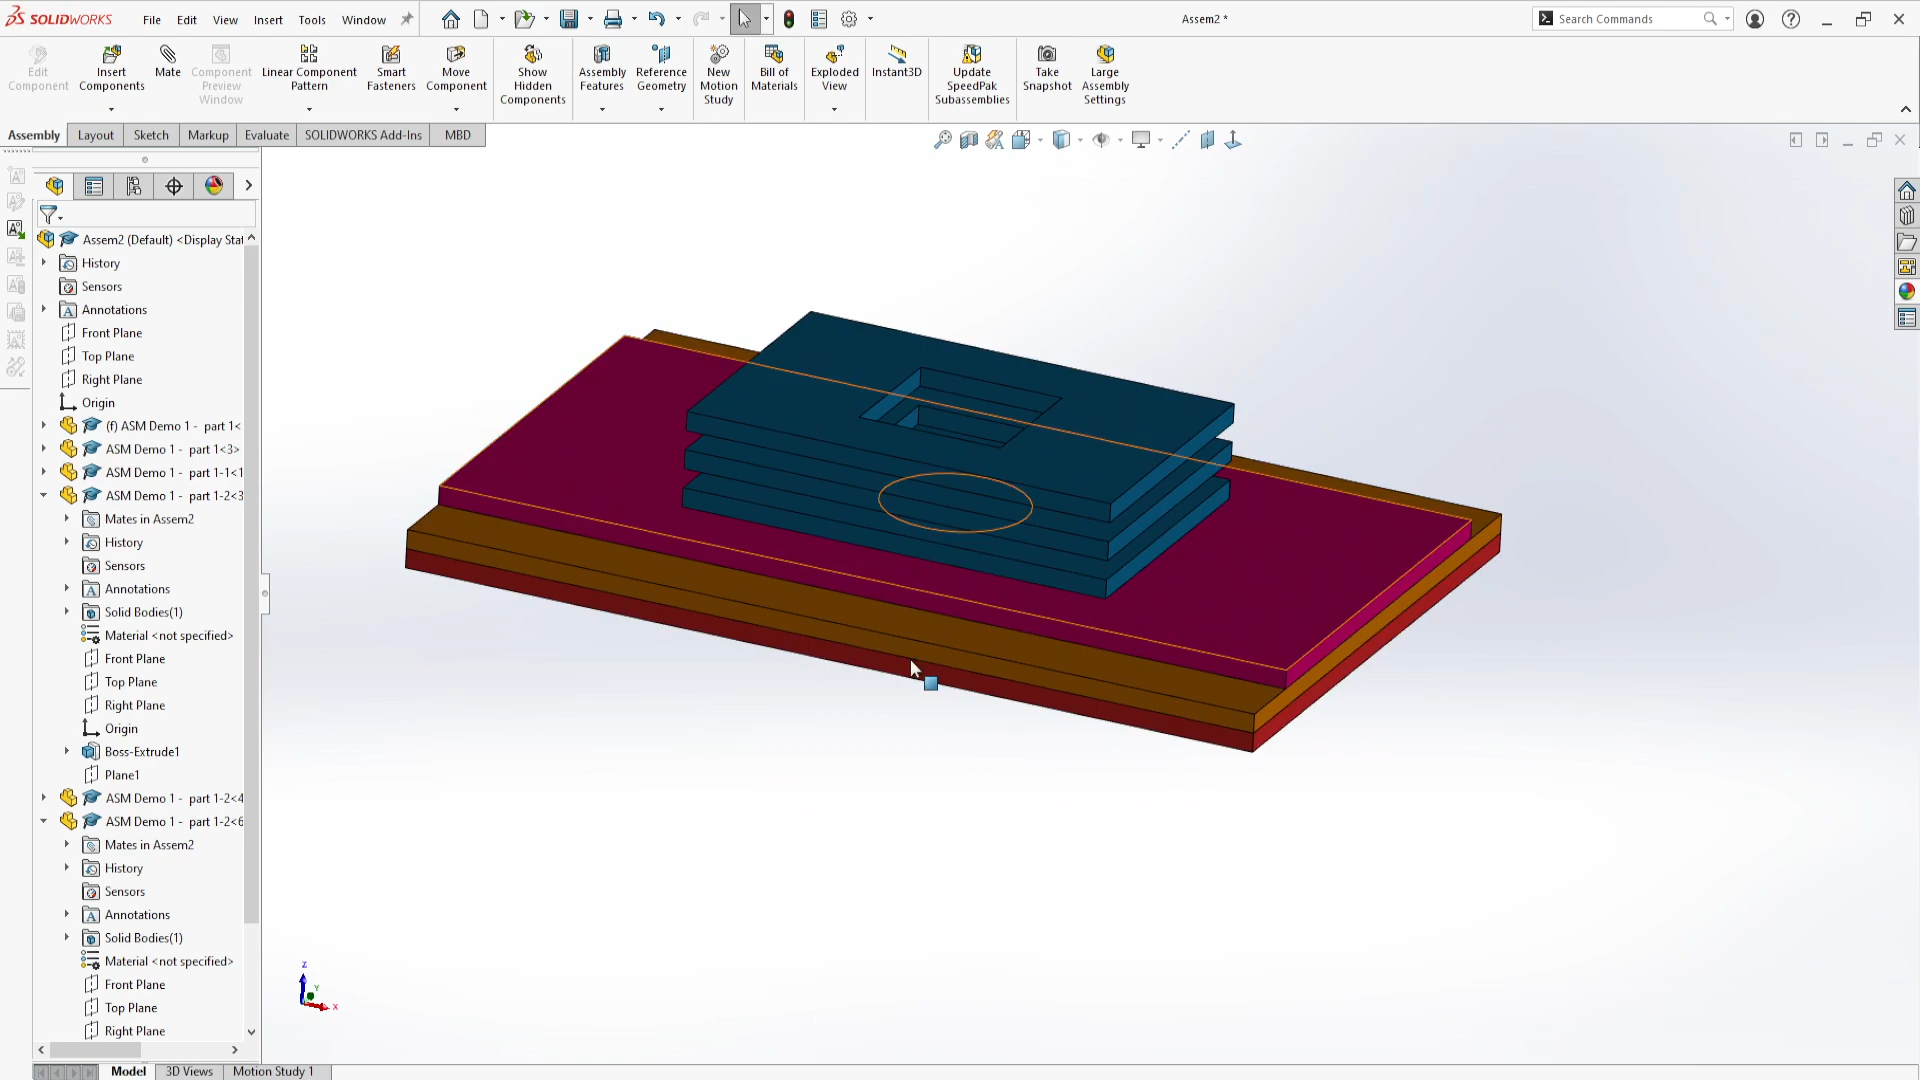 SOLIDWORKS File Edit View Insert Tools Window Assem2 * Search Commands
Edit Component
Insert Components
Mate
Component Preview Window
Linear Component Pattern
Smart Fasteners
Move Component
Show Hidden Components
Assembly Features
Reference Geometry
New Motion Study
Bill of Materials
Exploded View
Instant3D
Update SpeedPak Subassemblies
Take Snapshot
Large Assembly Settings
Assembly Layout Sketch Markup Evaluate SOLIDWORKS Add-Ins MBD
Assem2 (Default) <Display Stat
History
Sensors
Annotations
Front Plane
Top Plane
Right Plane
Origin
(f) ASM Demo 1 - part 1<
ASM Demo 1 - part 1<3>
ASM Demo 1 - part 1-1<1
ASM Demo 1 - part 1-2<3
Mates in Assem2
History
Sensors
Annotations
Solid Bodies(1)
Material <not specified>
Front Plane
Top Plane
Right Plane
Origin
Boss-Extrude1
Plane1
ASM Demo 1 - part 1-2<4
ASM Demo 1 - part 1-2<6
Mates in Assem2
History
Sensors
Annotations
Solid Bodies(1)
Material <not specified>
Front Plane
Top Plane
Right Plane
Z
Y
X
Model 3D Views Motion Study 1